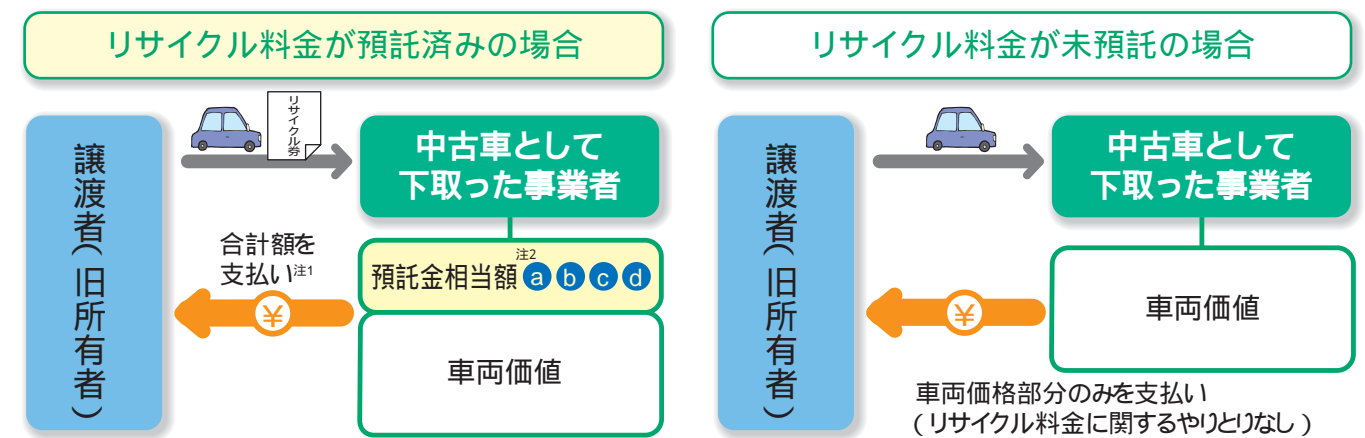 リサイクル料金が預託済みの場合
譲渡者(旧所有者)
リサイクル券
中古車として
下取った事業者
合計額を
支払い注1
¥
注2
預託金相当額 a b c d
車両価値
リサイクル料金が未預託の場合
譲渡者(旧所有者)
中古車として
下取った事業者
¥
車両価値
車両価格部分のみを支払い
(リサイクル料金に関するやりとりなし)